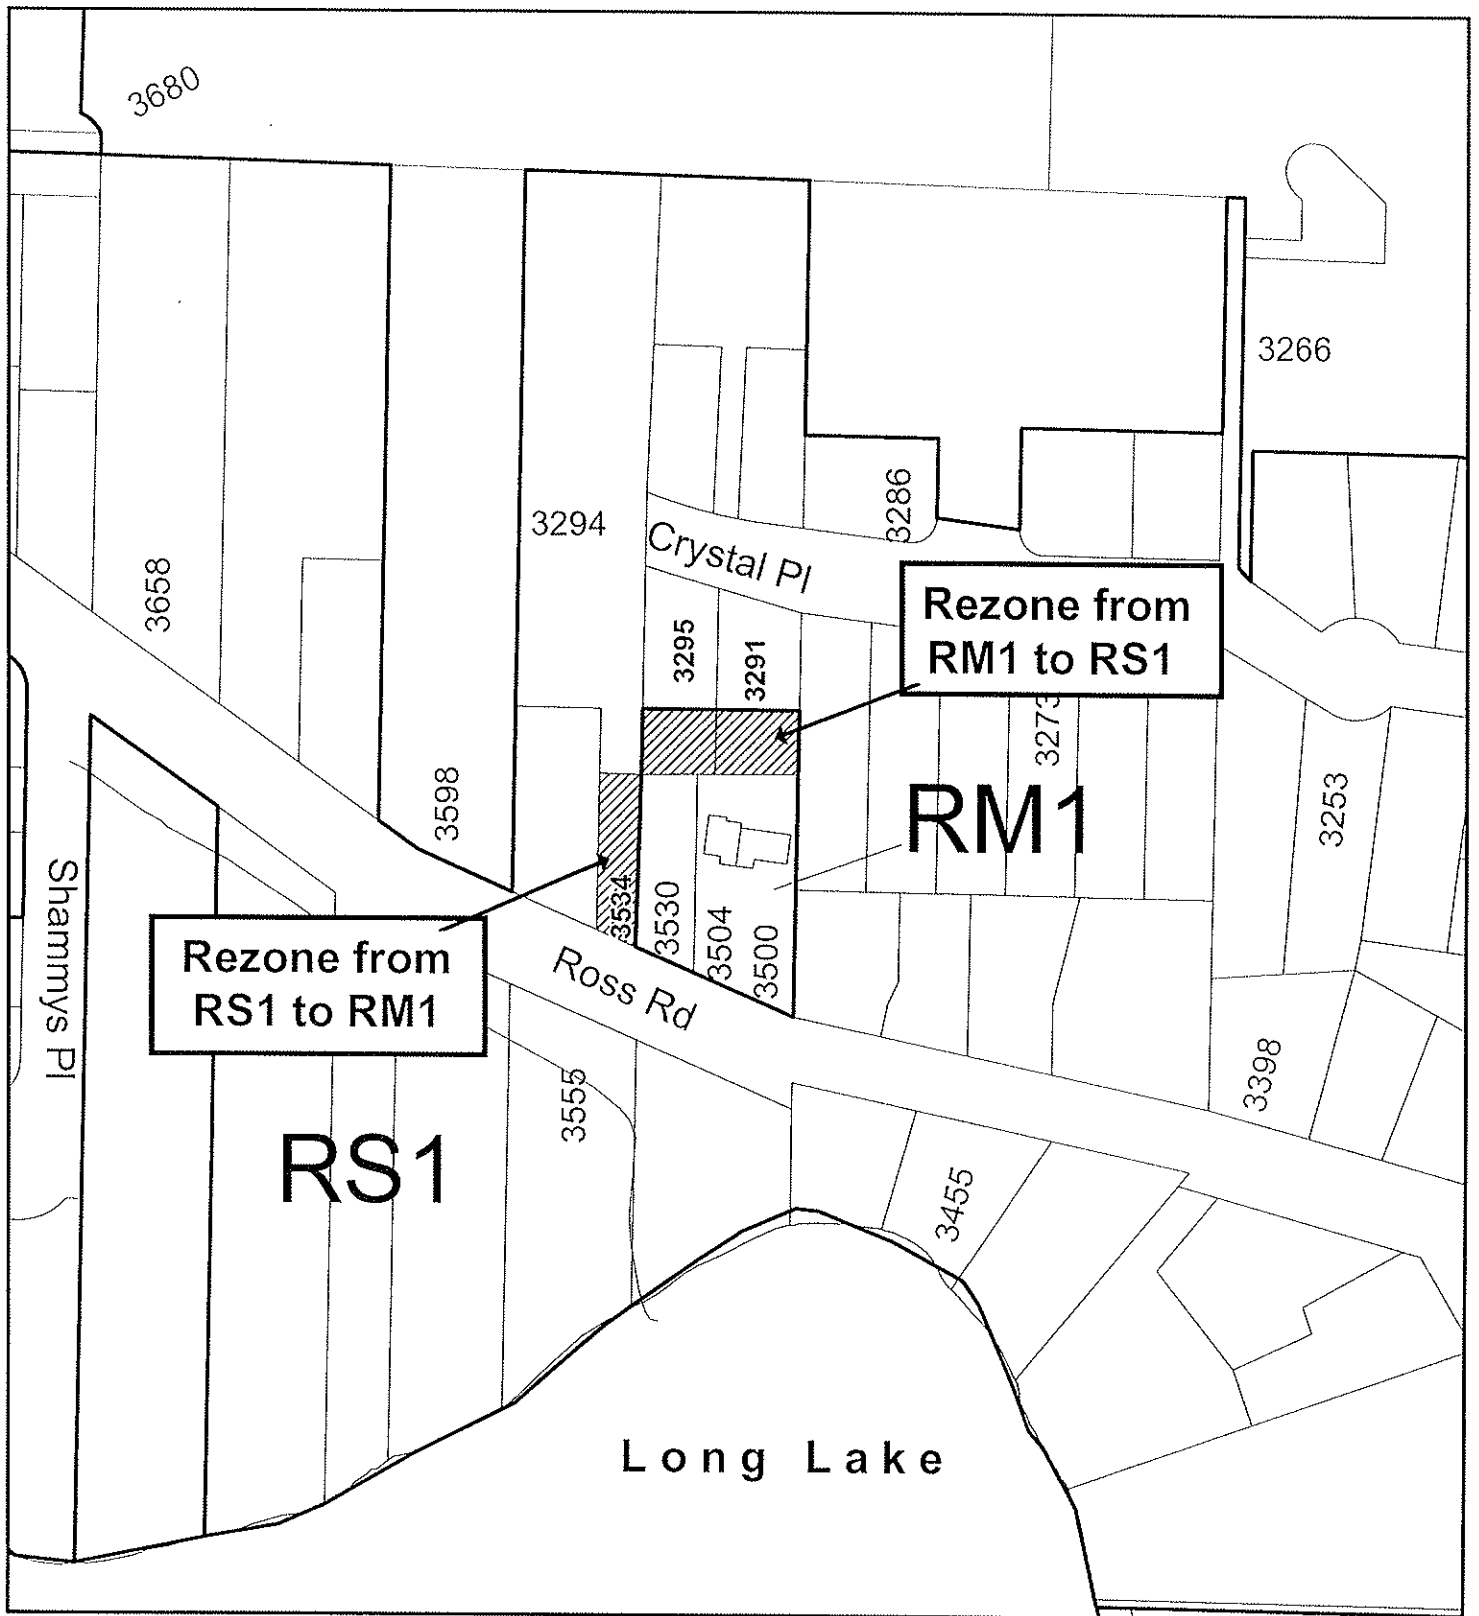 3680
3266
3286
3294
Crystal Pl
3658
Rezone from
RM1 to RS1
3295
3291
3273
3598
RM1
3253
Shammys Pl
3534
3530
3504
3500
Rezone from
RS1 to RM1
Ross Rd
3555
3398
RS1
3455
Long Lake